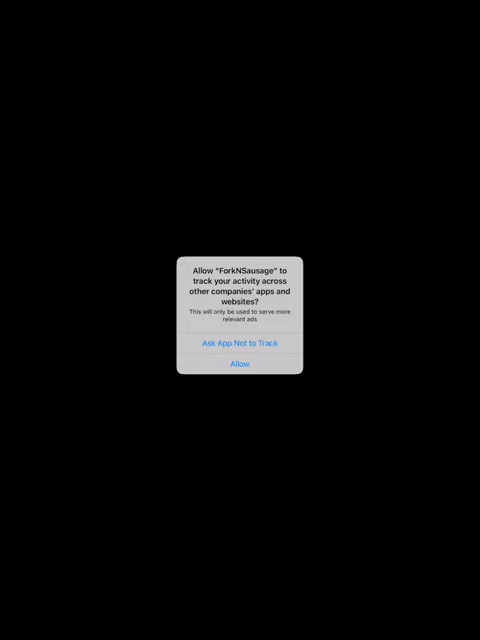 Allow “ForkNSausage” to
track your activity across
other companies' apps and
websites?
This will only be used to serve more
relevant ads
Ask App Not to Track
Allow